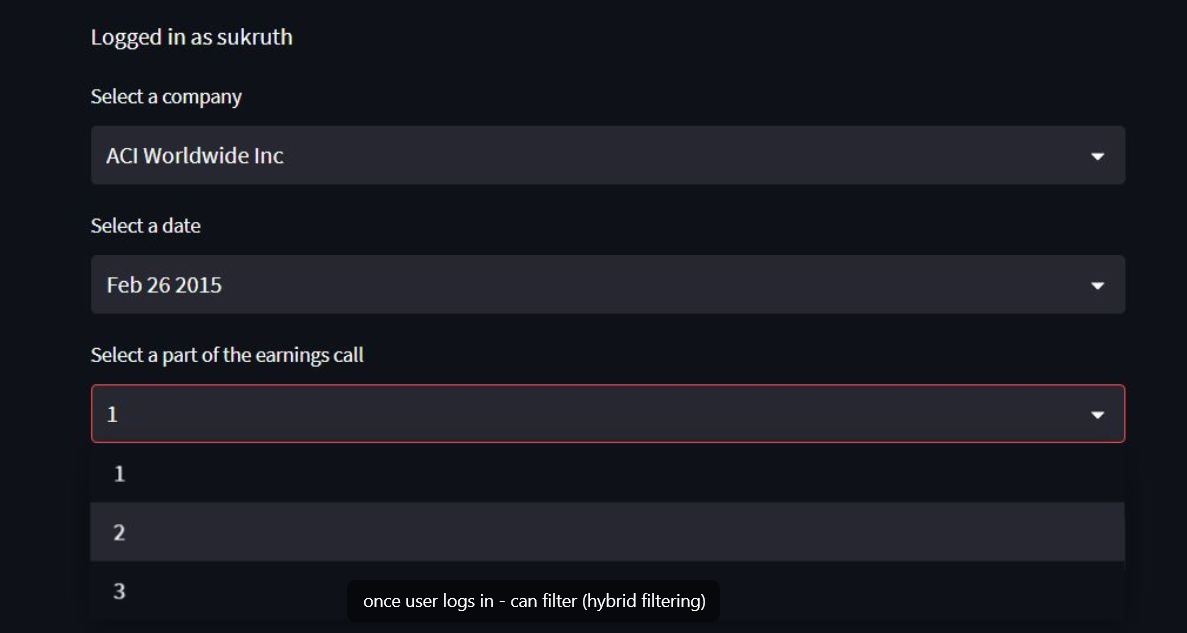 Logged in as sukruth
Select a company
ACI Worldwide Inc
Select a date
Feb 26 2015
Select a part of the earnings call
1
1
2
3
once user logs in - can filter (hybrid filtering)